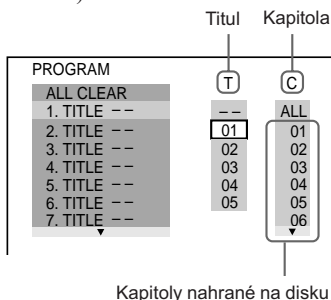 Titul Kapitola
PROGRAM
T C
ALL CLEAR
1. TITLE – – – – ALL
2. TITLE – – 01 01
3. TITLE – – 02 02
4. TITLE – – 03 03
5. TITLE – – 04 04
6. TITLE – – 05 05
7. TITLE – – 06
Kapitoly nahrané na disku